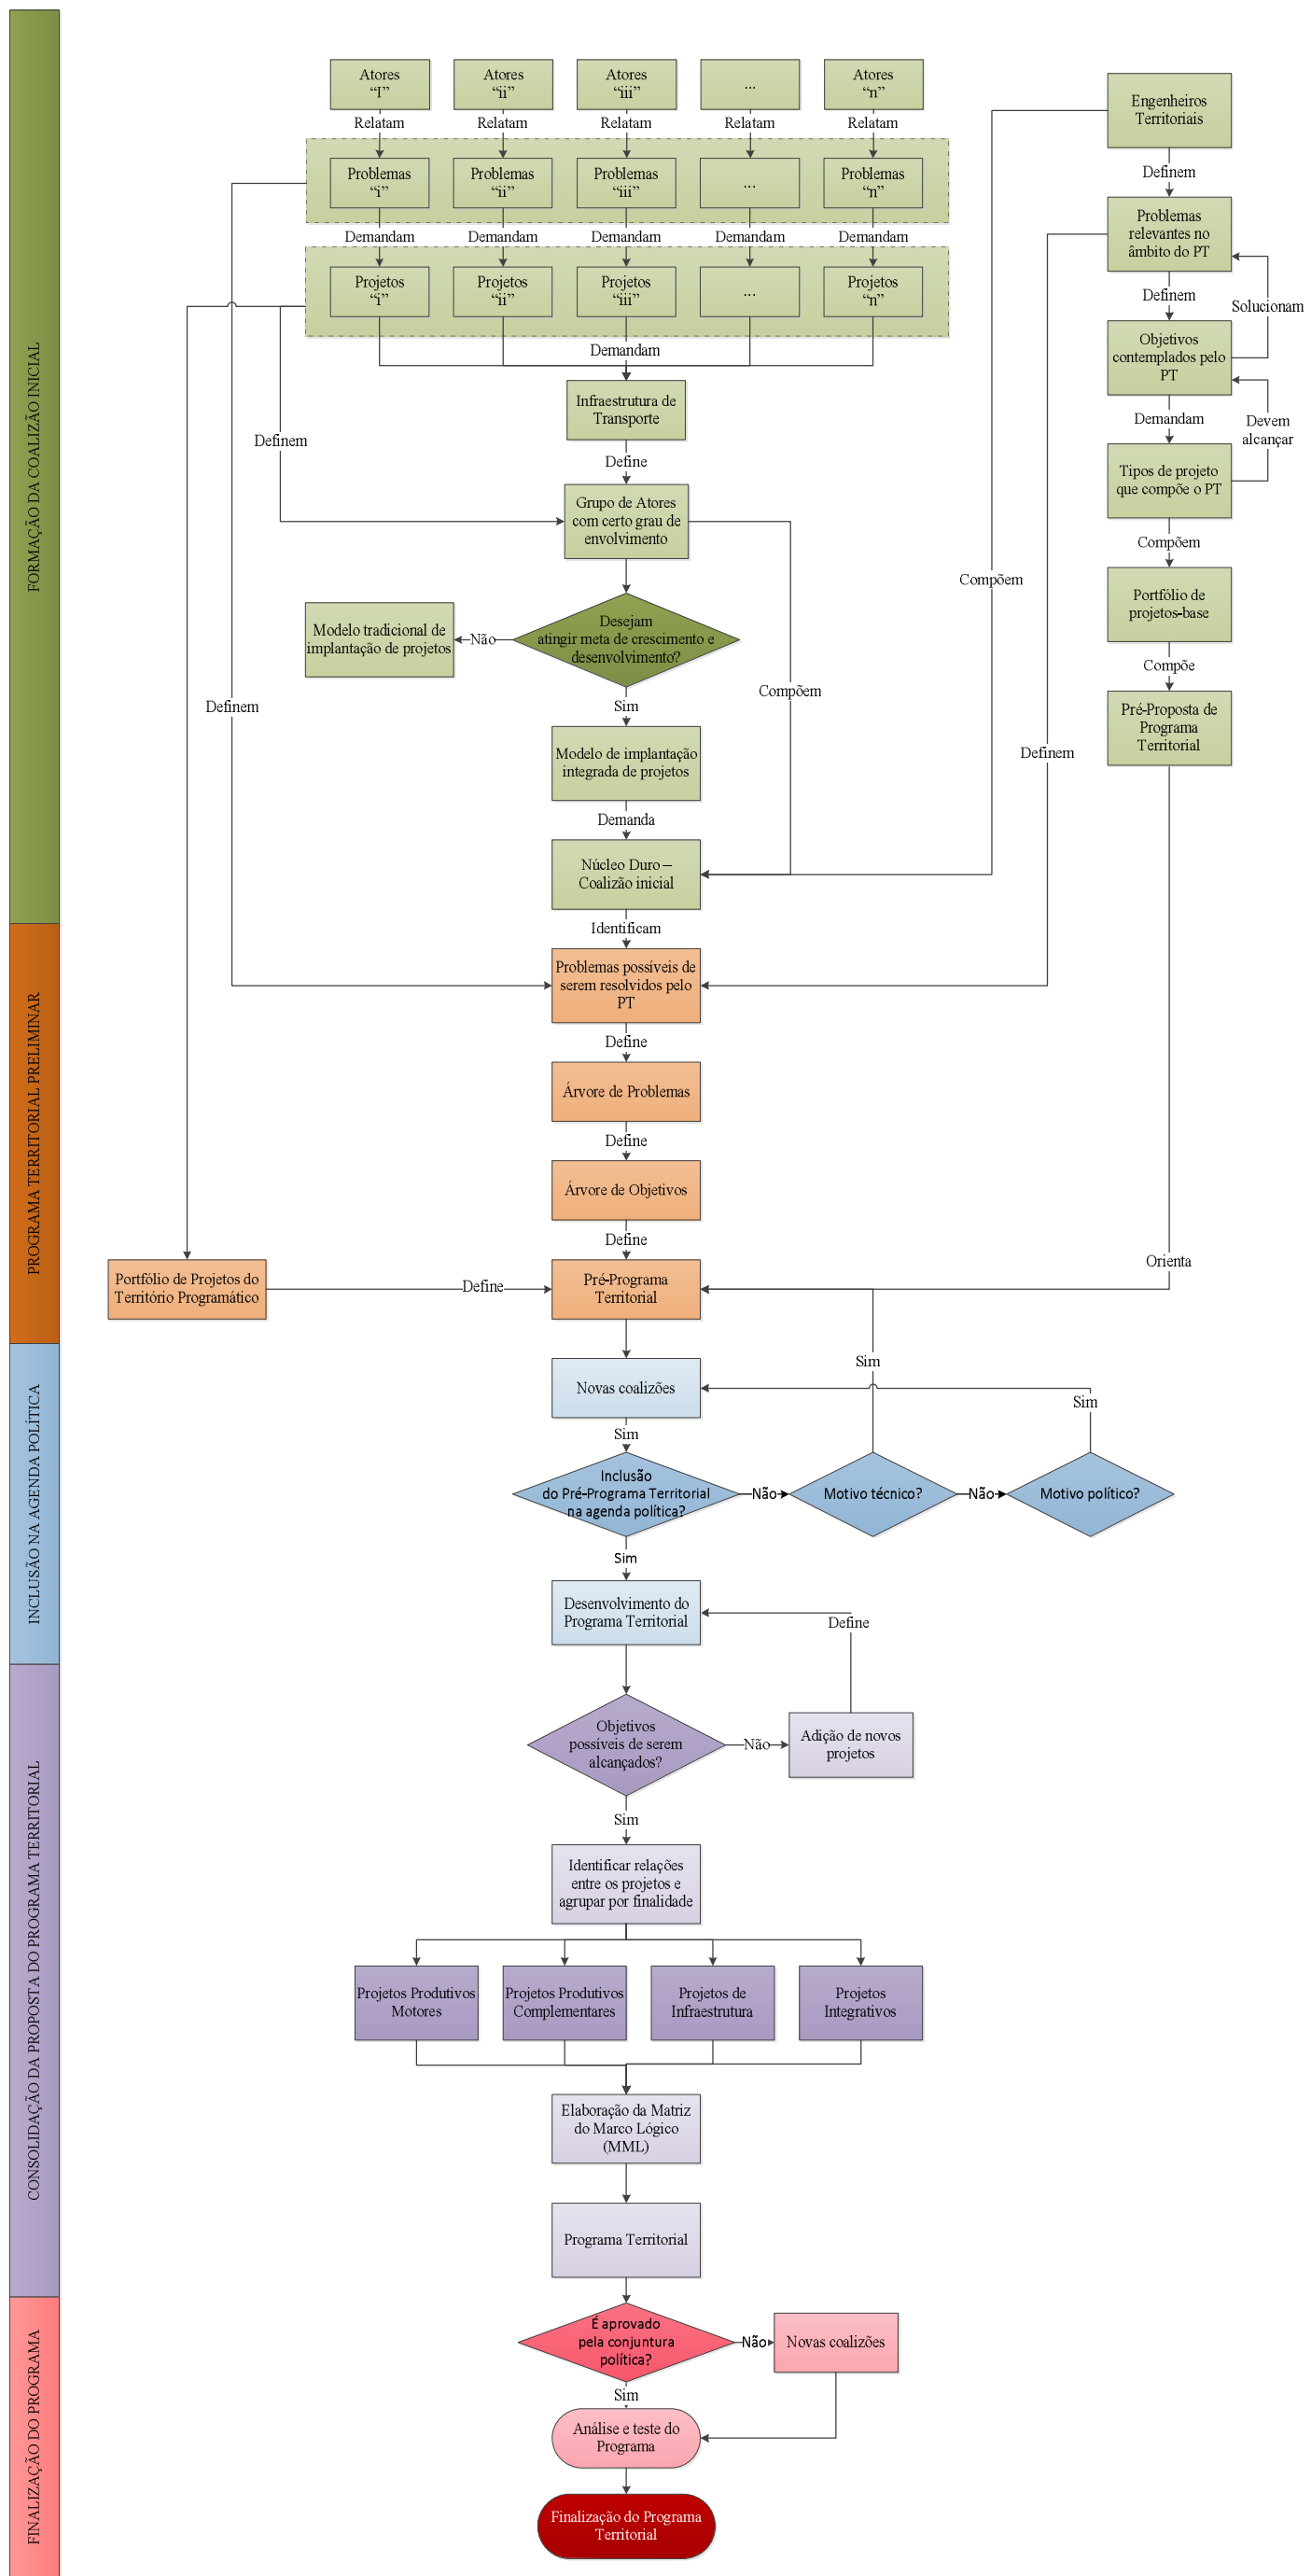 FORMAÇÃO DA COALIZÃO INICIAL
Atores
“I”
Atores
“ii”
Atores
“iii”
...
Atores
“n”
Relatam
Relatam
Relatam
Relatam
Relatam
Problemas
“i”
Problemas
“ii”
Problemas
“iii”
...
Problemas
“n”
Demandam
Demandam
Demandam
Demandam
Demandam
Projetos
“i”
Projetos
“ii”
Projetos
“iii”
...
Projetos
“n”
Demandam
Infraestrutura de
Transporte
Define
Definem
Grupo de Atores
com certo grau de
envolvimento
Desejam
atingir meta de crescimento e
desenvolvimento?
Não
Modelo tradicional de
implantação de projetos
Sim
Compõem
Definem
Modelo de implantação
integrada de projetos
Demanda
Núcleo Duro –
Coalizão inicial
Identificam
Engenheiros
Territoriais
Definem
Problemas
relevantes no
âmbito do PT
Definem
Solucionam
Objetivos
contemplados pelo
PT
Demandam
Devem
alcançar
Tipos de projeto
que compõe o PT
Compõem
Compõem
Portfólio de
projetos-base
Compõe
Pré-Proposta de
Programa
Territorial
Definem
PROGRAMA TERRITORIAL PRELIMINAR
Problemas possíveis de
serem resolvidos pelo
PT
Define
Árvore de Problemas
Define
Árvore de Objetivos
Define
Orienta
Portfólio de Projetos do
Território Programático
Define
Pré-Programa
Territorial
INCLUSÃO NA AGENDA POLÍTICA
Sim
Novas coalizões
Sim
Sim
Inclusão
do Pré-Programa Territorial
na agenda política?
Não
Motivo técnico?
Não
Motivo político?
Sim
Desenvolvimento do
Programa Territorial
Define
CONSOLIDAÇÃO DA PROPOSTA DO PROGRAMA TERRITORIAL
Objetivos
possíveis de serem
alcançados?
Não
Adição de novos
projetos
Sim
Identificar relações
entre os projetos e
agrupar por finalidade
Projetos Produtivos
Motores
Projetos Produtivos
Complementares
Projetos de
Infraestrutura
Projetos
Integrativos
Elaboração da Matriz
do Marco Lógico
(MML)
Programa Territorial
FINALIZAÇÃO DO PROGRAMA
É aprovado
pela conjuntura
política?
Não
Novas coalizões
Sim
Análise e teste do
Programa
Finalização do Programa
Territorial